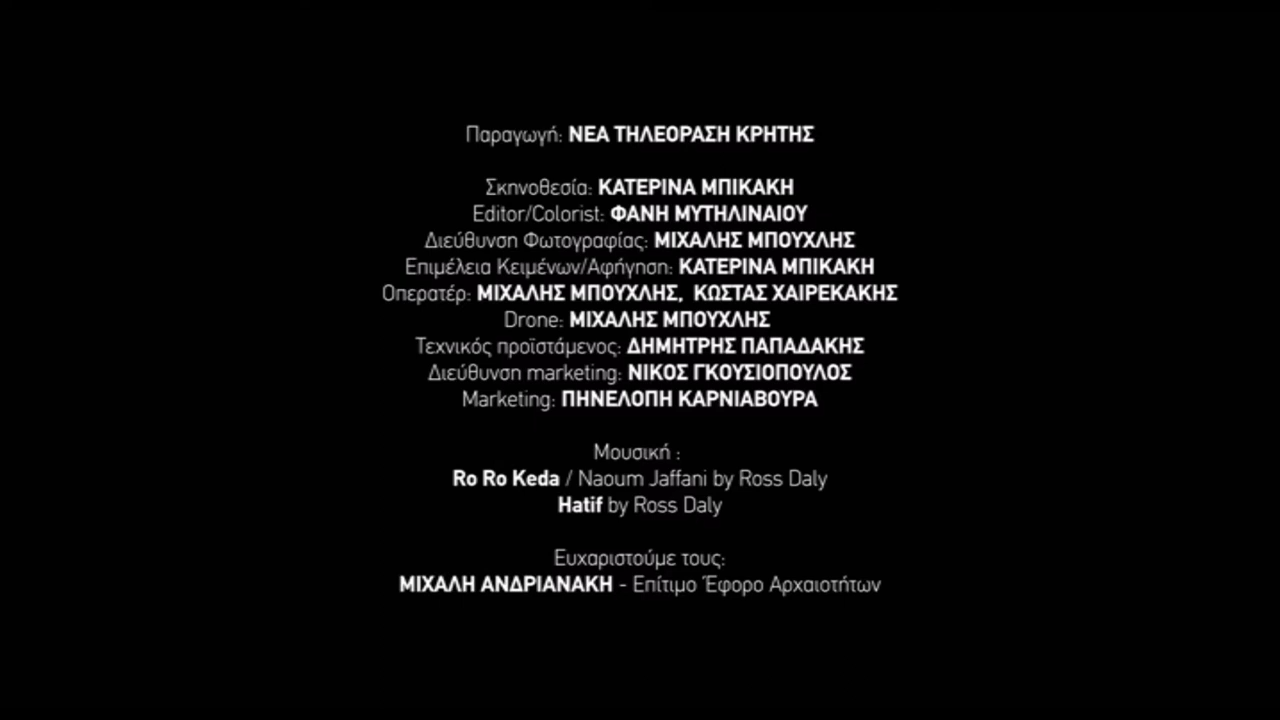 Παραγωγή: ΝΕΑ ΤΗΛΕΟΡΑΣΗ ΚΡΗΤΗΣ
Σκηνοθεσία: ΚΑΤΕΡΙΝΑ ΜΠΙΚΑΚΗ
Editor/Colorist: ΦΑΝΗ ΜΥΤΗΛΙΝΑΙΟΥ
Διεύθυνση Φωτογραφίας: ΜΙΧΑΛΗΣ ΜΠΟΥΧΛΗΣ
Επιμέλεια Κειμένων/Αφήγηση: ΚΑΤΕΡΙΝΑ ΜΠΙΚΑΚΗ
Οπερατέρ: ΜΙΧΑΛΗΣ ΜΠΟΥΧΛΗΣ, ΚΩΣΤΑΣ ΧΑΙΡΕΚΑΚΗΣ
Drone: ΜΙΧΑΛΗΣ ΜΠΟΥΧΛΗΣ
Τεχνικός προϊστάμενος: ΔΗΜΗΤΡΗΣ ΠΑΠΑΔΑΚΗΣ
Διεύθυνση marketing: ΝΙΚΟΣ ΓΚΟΥΣΙΟΠΟΥΛΟΣ
Marketing: ΠΗΝΕΛΟΠΗ ΚΑΡΝΙΑΒΟΥΡΑ
Μουσική :
Ro Ro Keda / Naoum Jaffani by Ross Daly
Hatif by Ross Daly
Ευχαριστούμε τους:
ΜΙΧΑΛΗ ΑΝΔΡΙΑΝΑΚΗ - Επίτιμο Έφορο Αρχαιοτήτων